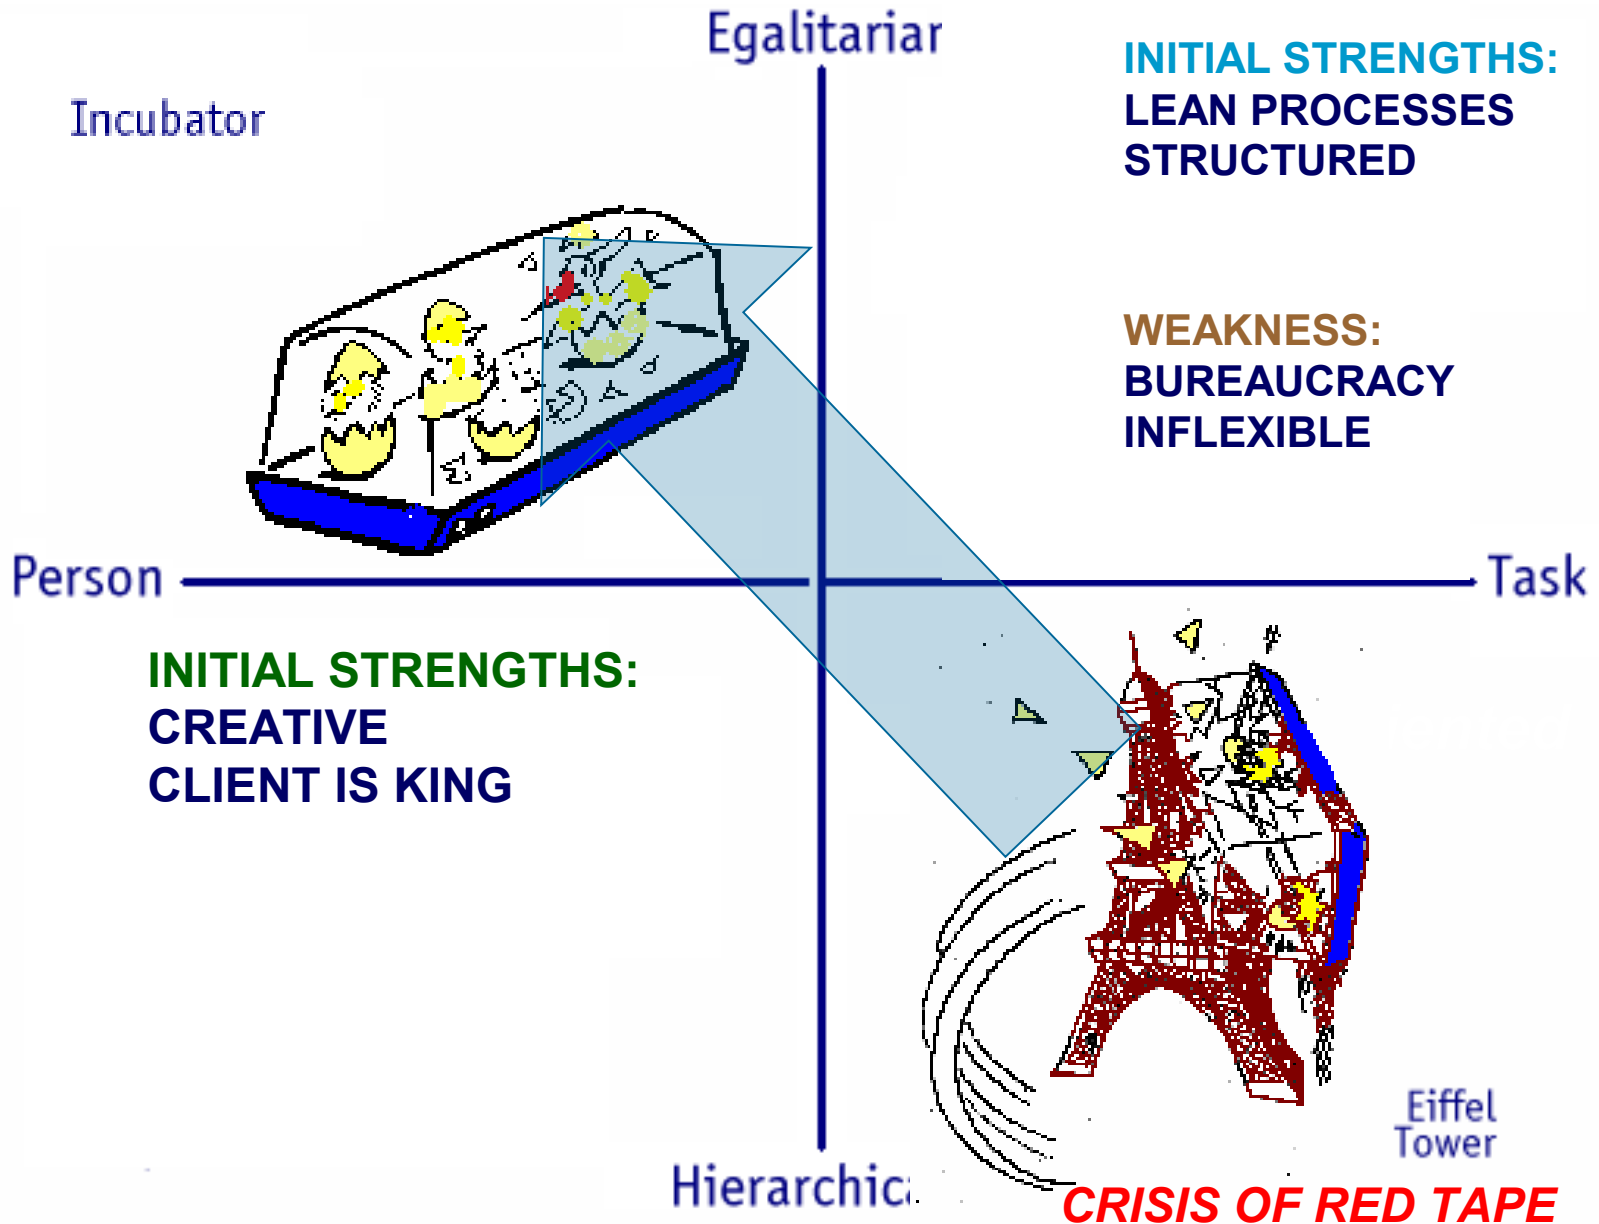 Egalitarian
INITIAL STRENGTHS:
LEAN PROCESSES
STRUCTURED
Incubator
WEAKNESS:
BUREAUCRACY
INFLEXIBLE
Person
Task
INITIAL STRENGTHS:
CREATIVE
CLIENT IS KING
Eiffel
Tower
Hierarchica
CRISIS OF RED TAPE